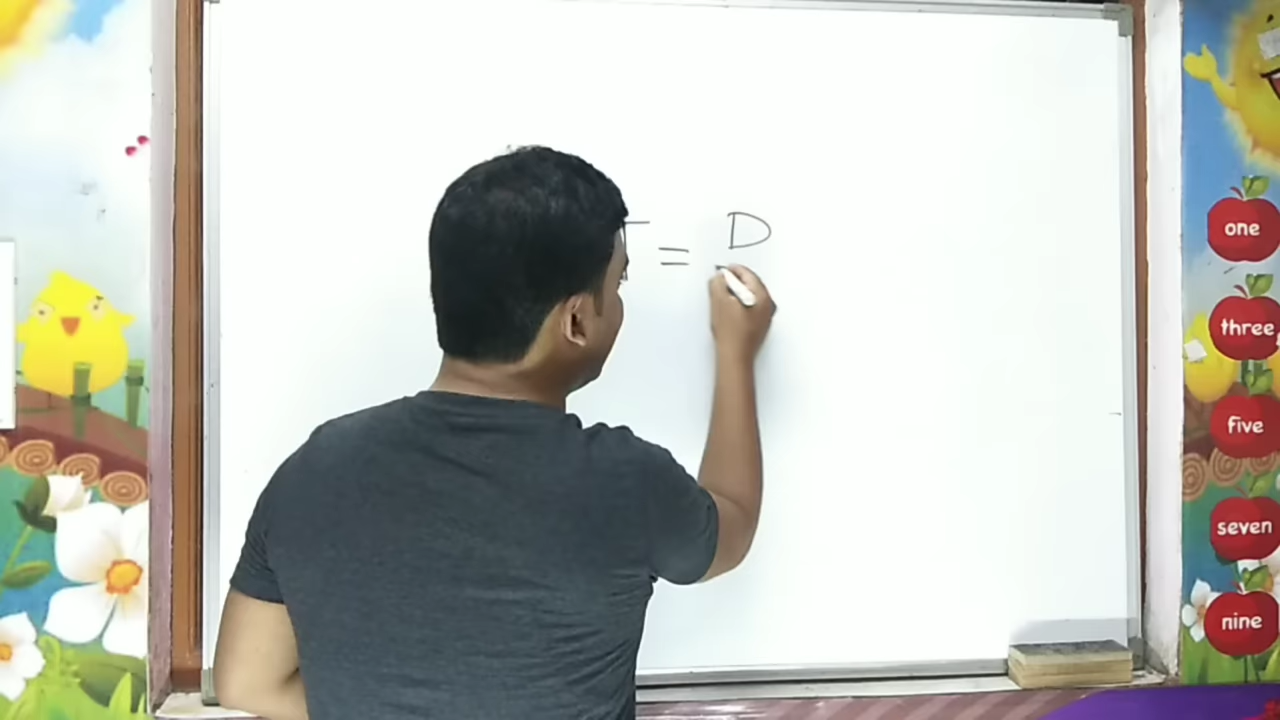 T = D
one
three
five
seven
nine